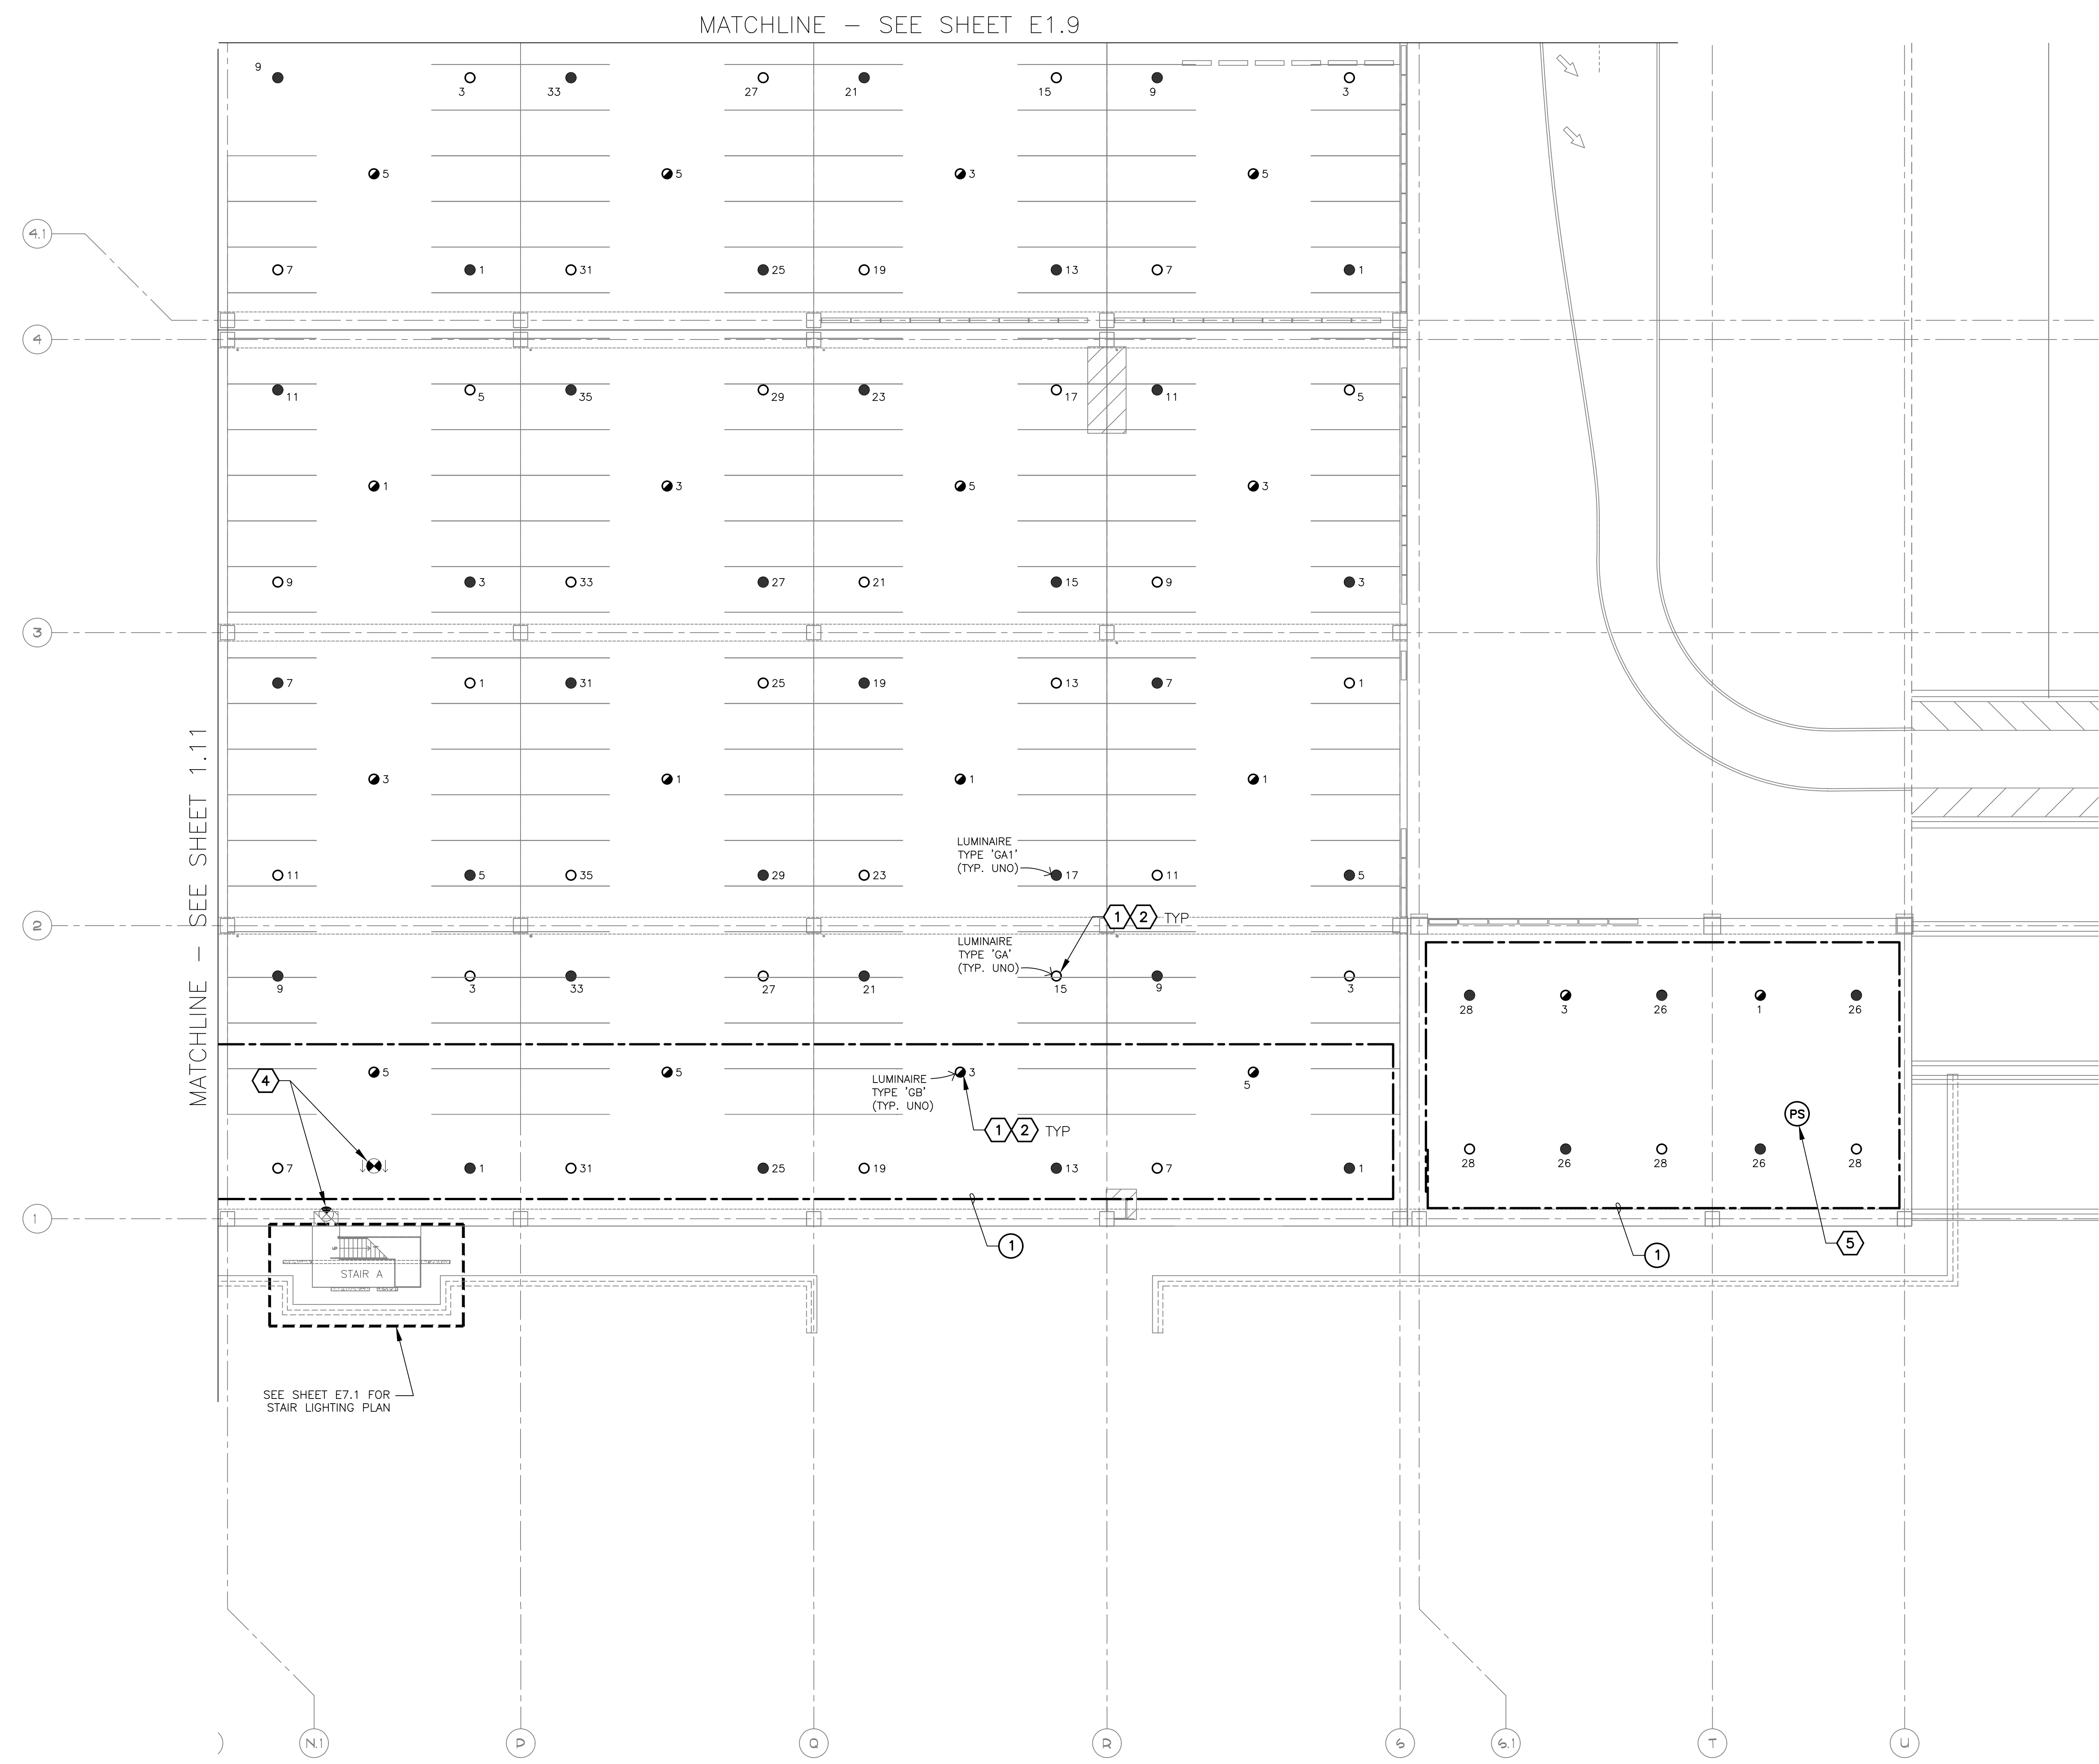 MATCHLINE - SEE SHEET E1.9
9
3 33 27 21 15 9 3
5 5 3 5
4.1
7 1 31 25 19 13 7 1
4
11 5 35 29 23 17 11 5
1 3 5 3
9 3 33 27 21 15 9 3
3
7 1 31 25 19 13 7 1
MATCHLINE - SEE SHEET 1.11
3 1 1 1
LUMINAIRE
TYPE 'GA1'
(TYP. UNO)
11 5 35 29 23 17 11 5
2
1 2 TYP
LUMINAIRE
TYPE 'GA'
(TYP. UNO)
9 3 33 27 21 15 9 3
28 3 26 1 26
4
5 5 3 5
LUMINAIRE
TYPE 'GB'
(TYP. UNO)
1 2 TYP
PS
7 1 31 25 19 13 7 1
28 26 28 26 28
1
1
1
5
STAIR A
SEE SHEET E7.1 FOR
STAIR LIGHTING PLAN
N.1 P Q R S S.1 T U